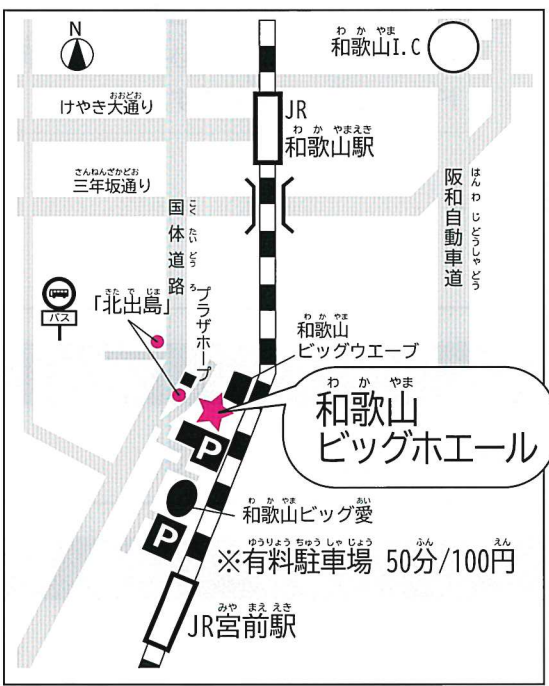 N
わかやま
和歌山I.C
おおどお
けやき大通り
JR
わかやまえき
和歌山駅
さんねんざかどお
三年坂通り
こくたいどうろ
国体道路
はんわじどうしゃどう
阪和自動車道
バス
きたでじま
「北出島」
プラザホープ
わかやま
和歌山
ビッグウエーブ
わかやま
和歌山
ビッグホエール
P
わかやま あい
和歌山ビッグ愛
P
ゆうりょうちゅうしゃじょう ふん えん
※有料駐車場 50分/100円
みやまええき
JR宮前駅